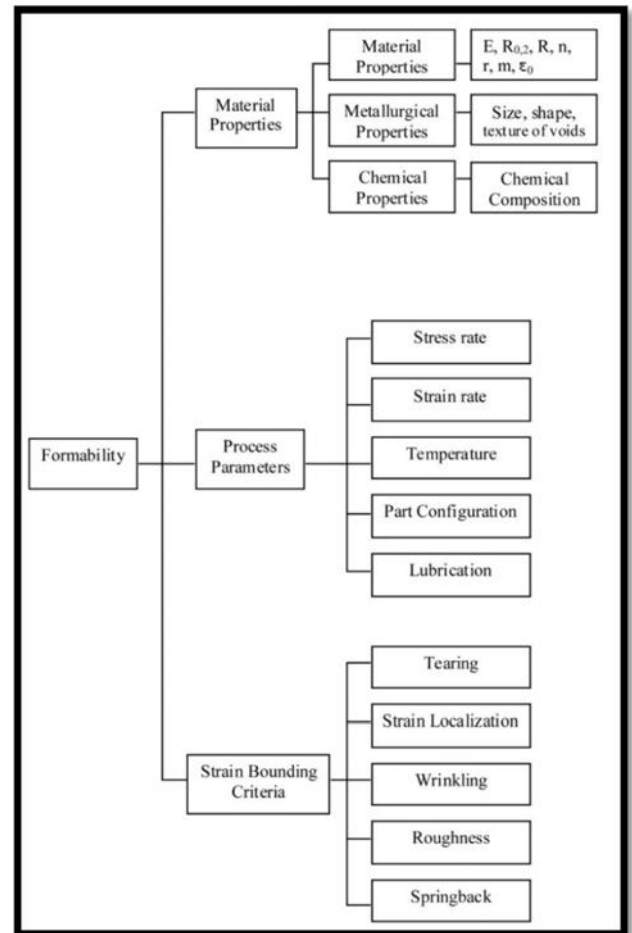 Material
Properties
E, R0,2, R, n,
r, m, ε0
Material
Properties
Metallurgical
Properties
Size, shape,
texture of voids
Chemical
Properties
Chemical
Composition
Stress rate
Strain rate
Formability
Process
Parameters
Temperature
Part Configuration
Lubrication
Tearing
Strain Localization
Strain Bounding
Criteria
Wrinkling
Roughness
Springback